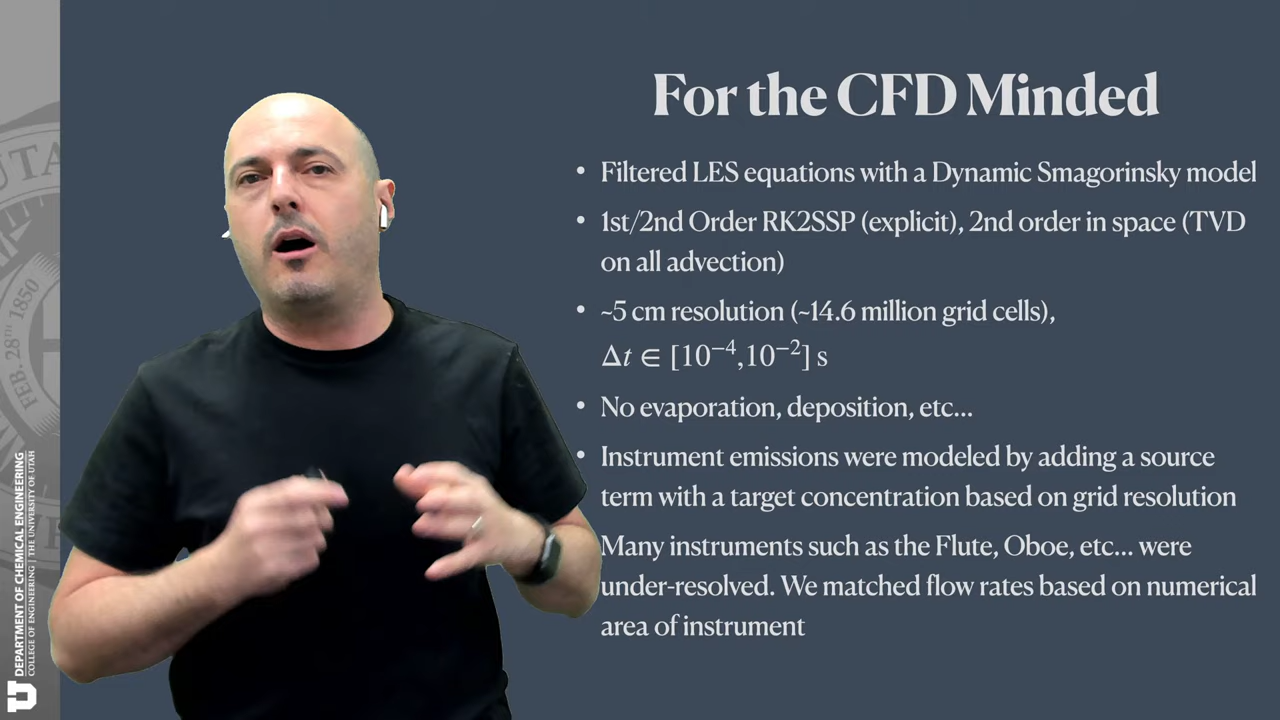 For the CFD Minded
• Filtered LES equations with a Dynamic Smagorinsky model
• 1st/2nd Order RK2SSP (explicit), 2nd order in space (TVD
on all advection)
• ~5 cm resolution (~14.6 million grid cells),
Δt ∈ [10⁻⁴,10⁻²] s
• No evaporation, deposition, etc...
• Instrument emissions were modeled by adding a source
term with a target concentration based on grid resolution
Many instruments such as the Flute, Oboe, etc... were
under-resolved. We matched flow rates based on numerical
area of instrument
UTA
FEB. 28TH 1850
DEPARTMENT OF CHEMICAL ENGINEERING
COLLEGE OF ENGINEERING | THE UNIVERSITY OF UTAH
U